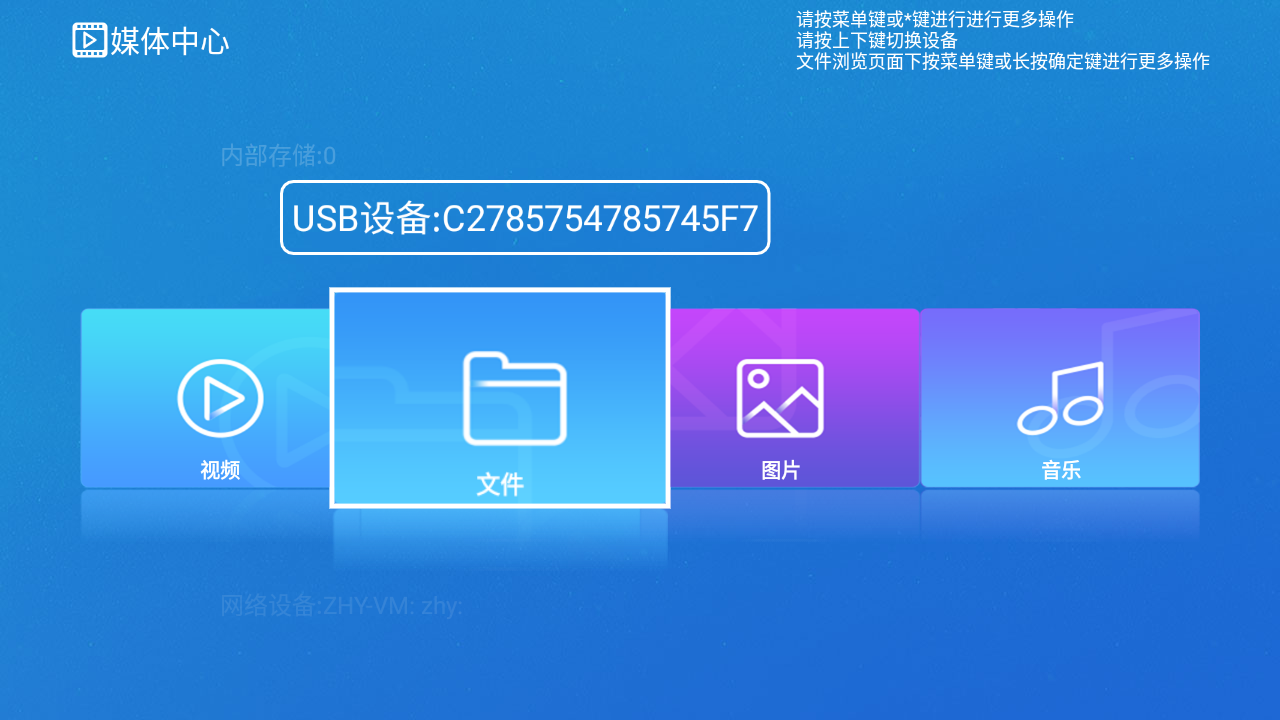 媒体中心
请按菜单键或*键进行进行更多操作
请按上下键切换设备
文件浏览页面下按菜单键或长按确定键进行更多操作
内部存储:0
USB设备:C2785754785745F7
视频
文件
图片
音乐
网络设备:ZHY-VM: zhy: